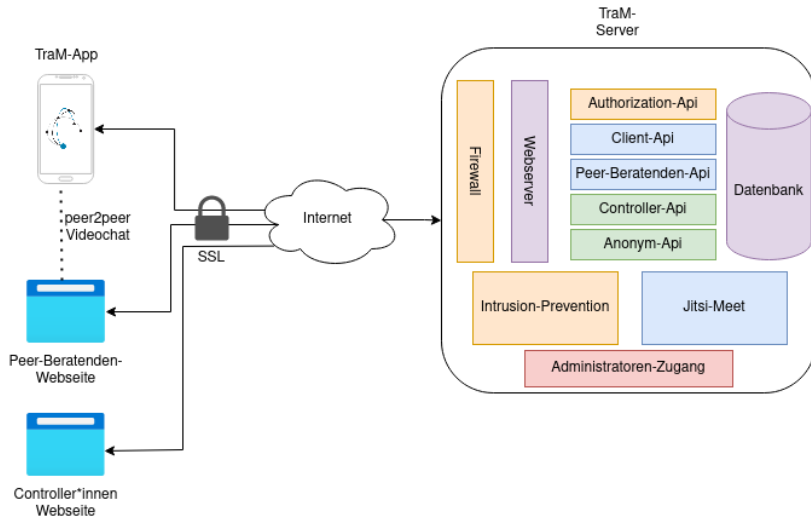 TraM-
Server
TraM-App
Authorization-Api
Client-Api
Peer-Beratenden-Api
Controller-Api
Anonym-Api
Firewall
Webserver
Datenbank
peer2peer
Videochat
Internet
SSL
Intrusion-Prevention
Jitsi-Meet
Peer-Beratenden-
Webseite
Administratoren-Zugang
Controller*innen
Webseite